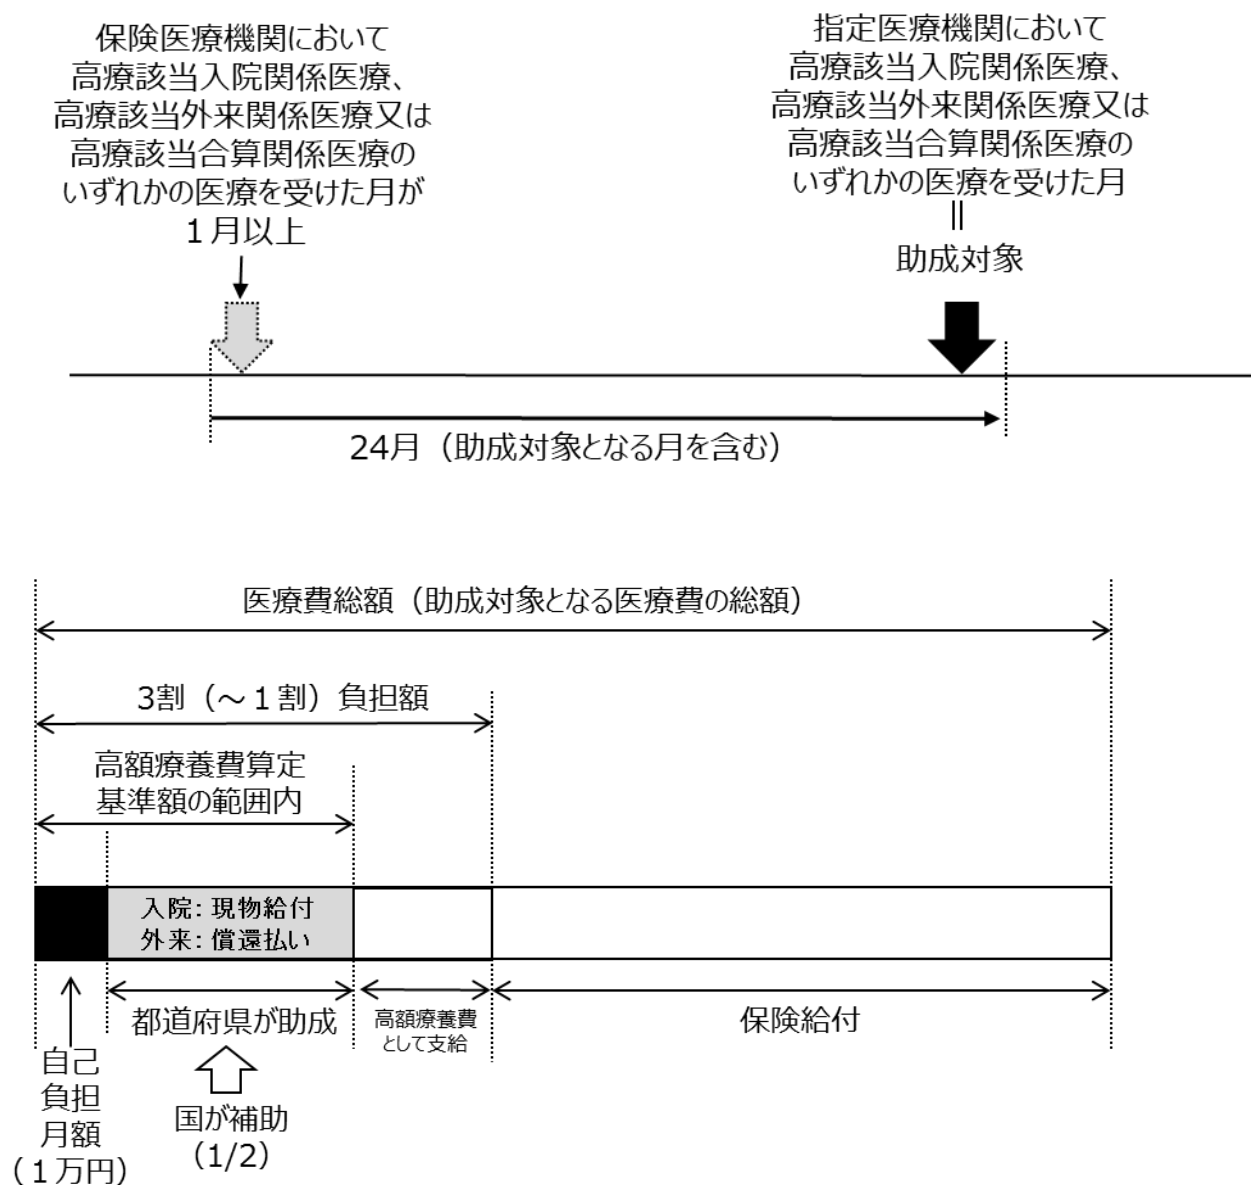 保険医療機関において
高療該当入院関係医療、
高療該当外来関係医療又は
高療該当合算関係医療の
いずれかの医療を受けた月が
１月以上
指定医療機関において
高療該当入院関係医療、
高療該当外来関係医療又は
高療該当合算関係医療の
いずれかの医療を受けた月
||
助成対象
24月（助成対象となる月を含む）
医療費総額（助成対象となる医療費の総額）
3割（～１割）負担額
高額療養費算定
基準額の範囲内
入院：現物給付
外来：償還払い
都道府県が助成
高額療養費
として支給
保険給付
自己
負担
月額
（１万円）
国が補助
（1/2）